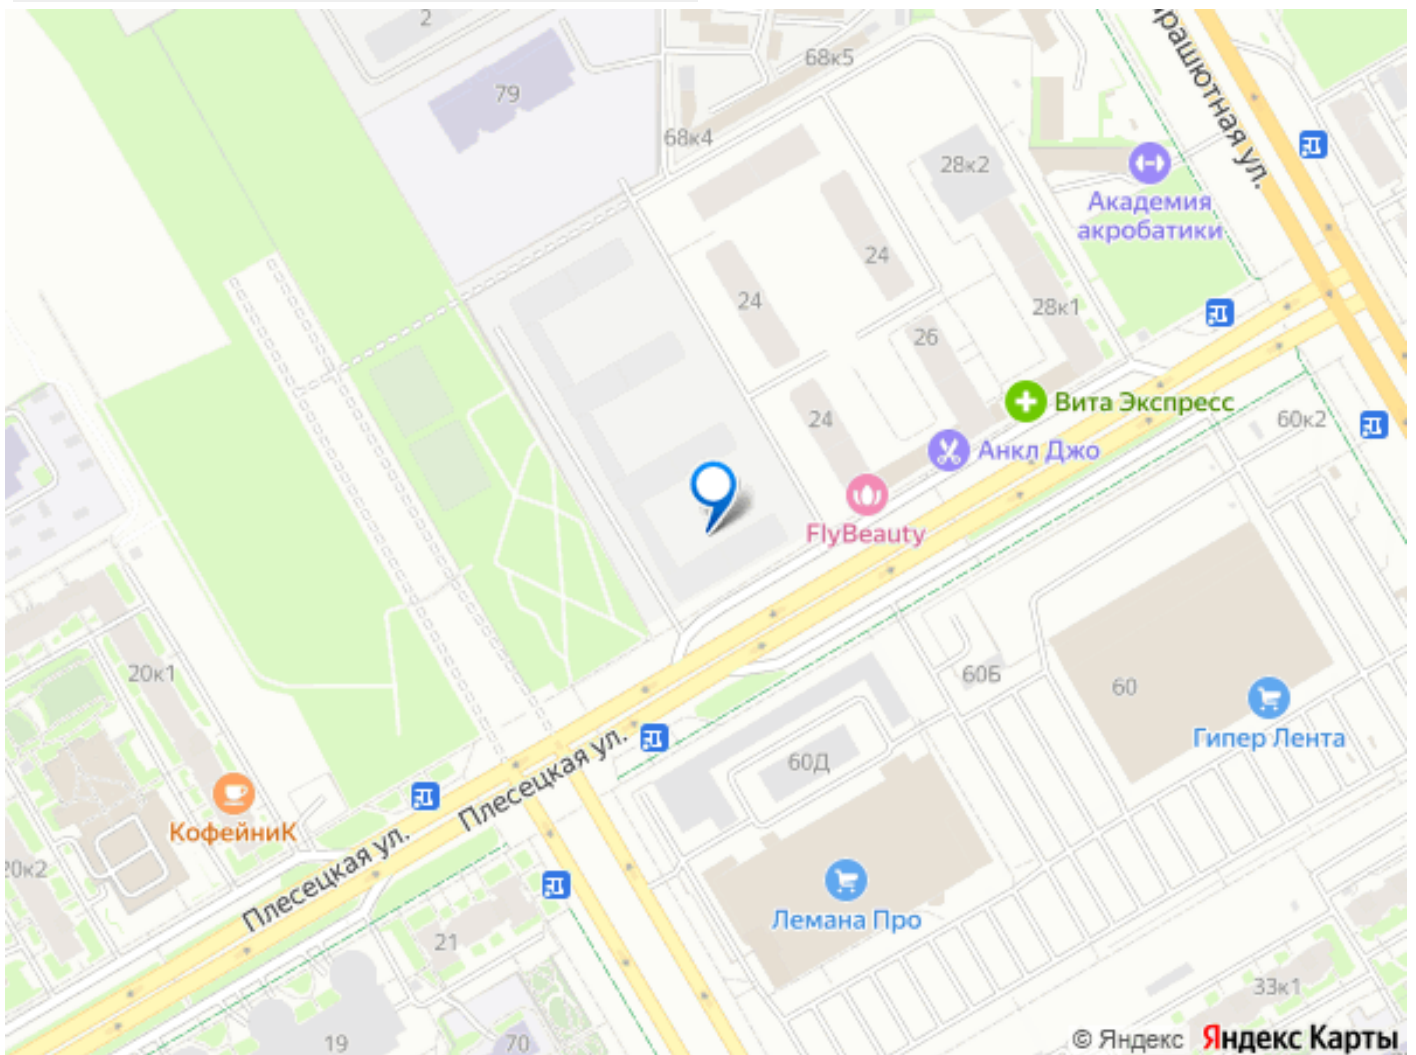 2
68к5
79
68к4
28к2
Парашютная ул.
Академия
акробатики
24
24
28к1
26
24
Вита Экспресс
60к2
Анкл Джо
FlyBeauty
20к1
60Б
60
Гипер Лента
Плесецкая ул.
60Д
КофейниК
20к2
Плесецкая ул.
Лемана Про
21
33к1
19
70
© Яндекс Яндекс Карты